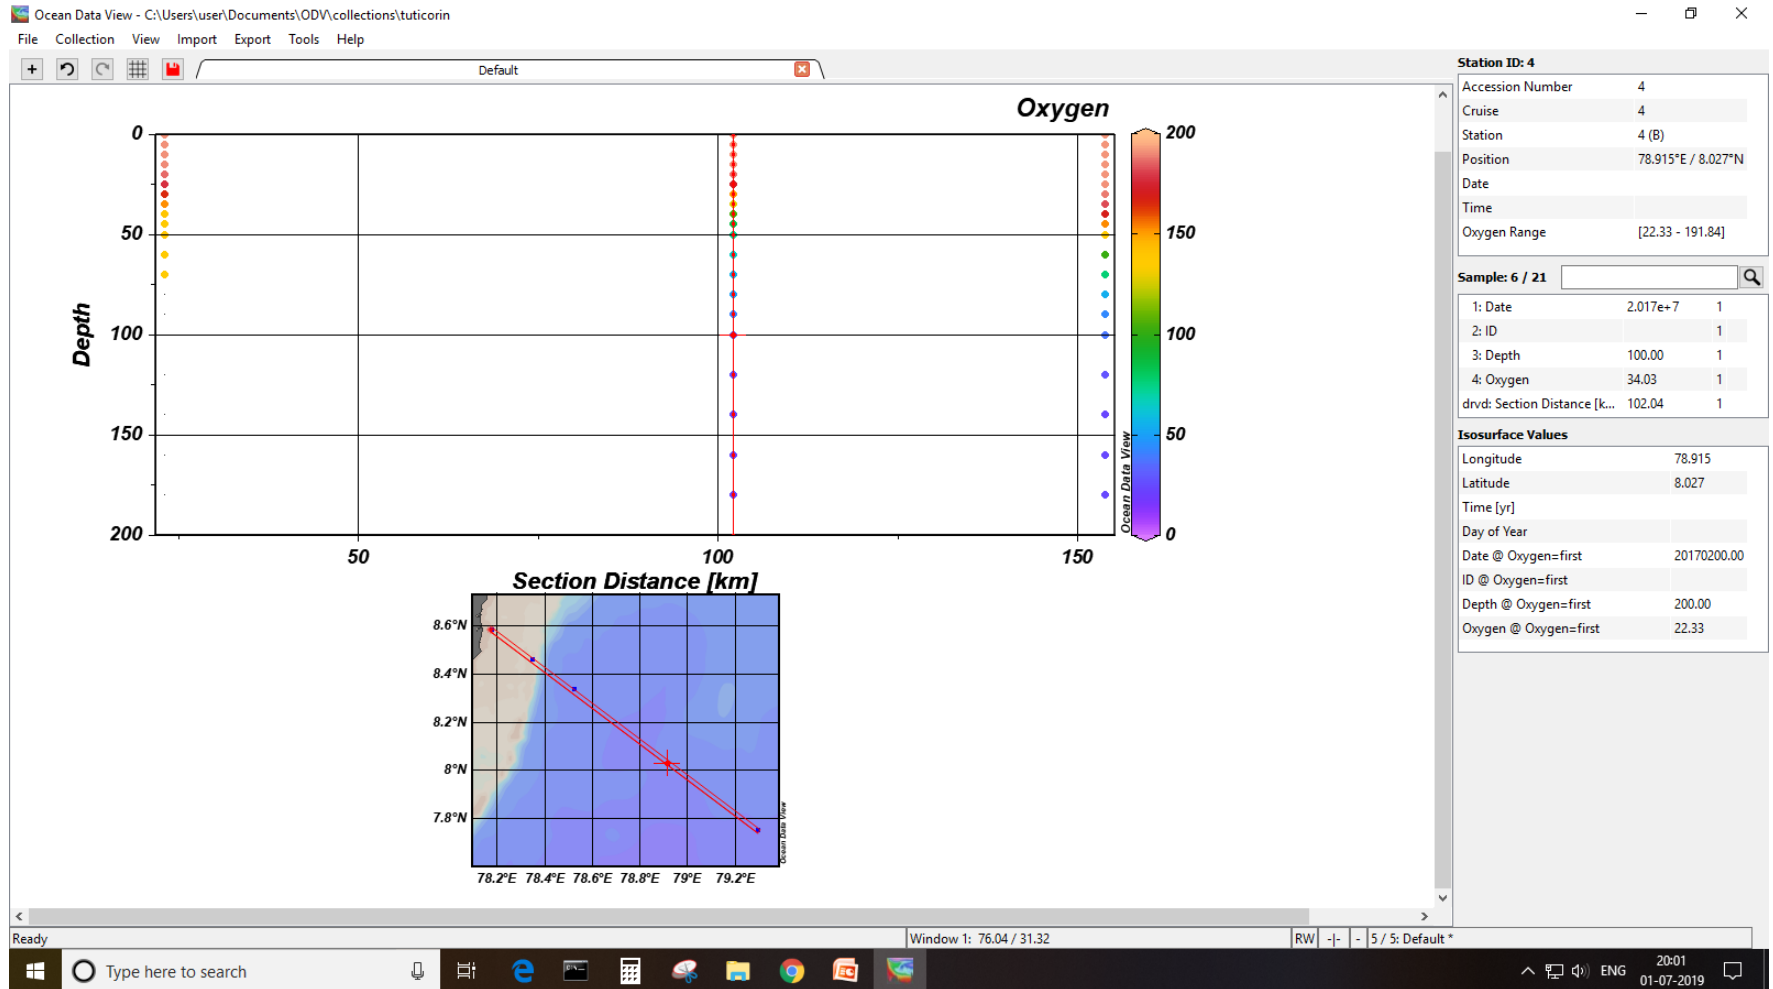 Ocean Data View - C:\Users\user\Documents\ODV\collections\tuticorin
File Collection View Import Export Tools Help
Default
Oxygen
0
50
100
150
200
Depth
50 100 150
Section Distance [km]
200
150
100
50
0
Ocean Data View
8.6°N
8.4°N
8.2°N
8°N
7.8°N
78.2°E 78.4°E 78.6°E 78.8°E 79°E 79.2°E
Ocean Data View
Station ID: 4
Accession Number 4
Cruise 4
Station 4 (B)
Position 78.915°E / 8.027°N
Date
Time
Oxygen Range [22.33 - 191.84]
Sample: 6 / 21
1: Date 2.017e+7 1
2: ID 1
3: Depth 100.00 1
4: Oxygen 34.03 1
drvd: Section Distance [k... 102.04 1
Isosurface Values
Longitude 78.915
Latitude 8.027
Time [yr]
Day of Year
Date @ Oxygen=first 20170200.00
ID @ Oxygen=first
Depth @ Oxygen=first 200.00
Oxygen @ Oxygen=first 22.33
Ready Window 1: 76.04 / 31.32 RW -|- - 5 / 5: Default *
Type here to search
ENG
20:01
01-07-2019